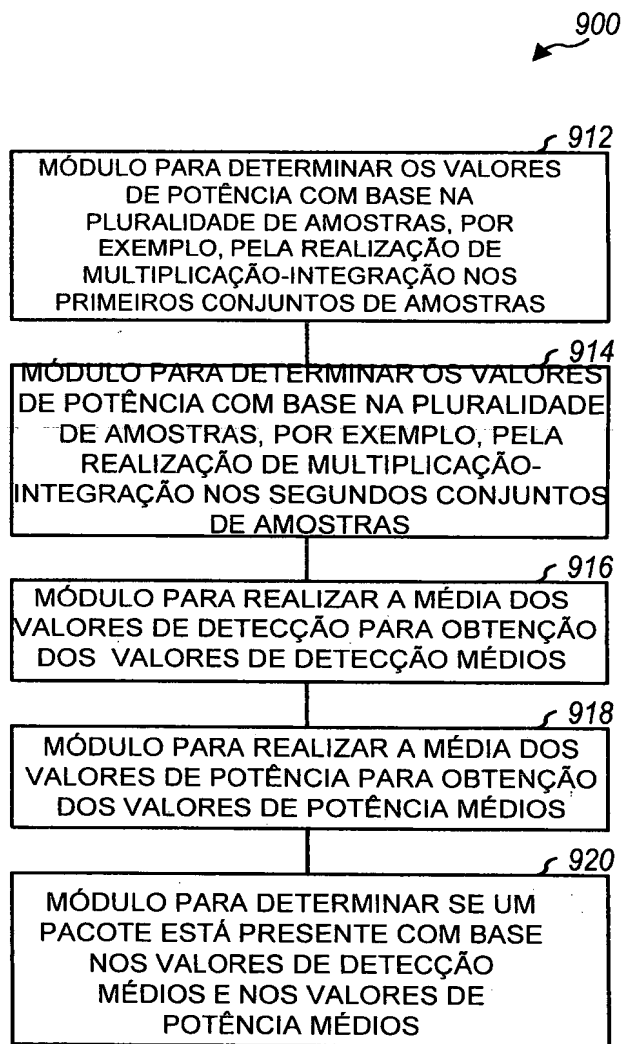 900
912
MÓDULO PARA DETERMINAR OS VALORES
DE POTÊNCIA COM BASE NA
PLURALIDADE DE AMOSTRAS, POR
EXEMPLO, PELA REALIZAÇÃO DE
MULTIPLICAÇÃO-INTEGRAÇÃO NOS
PRIMEIROS CONJUNTOS DE AMOSTRAS
914
MÓDULO PARA DETERMINAR OS VALORES
DE POTÊNCIA COM BASE NA PLURALIDADE
DE AMOSTRAS, POR EXEMPLO, PELA
REALIZAÇÃO DE MULTIPLICAÇÃO-
INTEGRAÇÃO NOS SEGUNDOS CONJUNTOS
DE AMOSTRAS
916
MÓDULO PARA REALIZAR A MÉDIA DOS
VALORES DE DETECÇÃO PARA OBTENÇÃO
DOS VALORES DE DETECÇÃO MÉDIOS
918
MÓDULO PARA REALIZAR A MÉDIA DOS
VALORES DE POTÊNCIA PARA OBTENÇÃO
DOS VALORES DE POTÊNCIA MÉDIOS
920
MÓDULO PARA DETERMINAR SE UM
PACOTE ESTÁ PRESENTE COM BASE
NOS VALORES DE DETECÇÃO
MÉDIOS E NOS VALORES DE
POTÊNCIA MÉDIOS